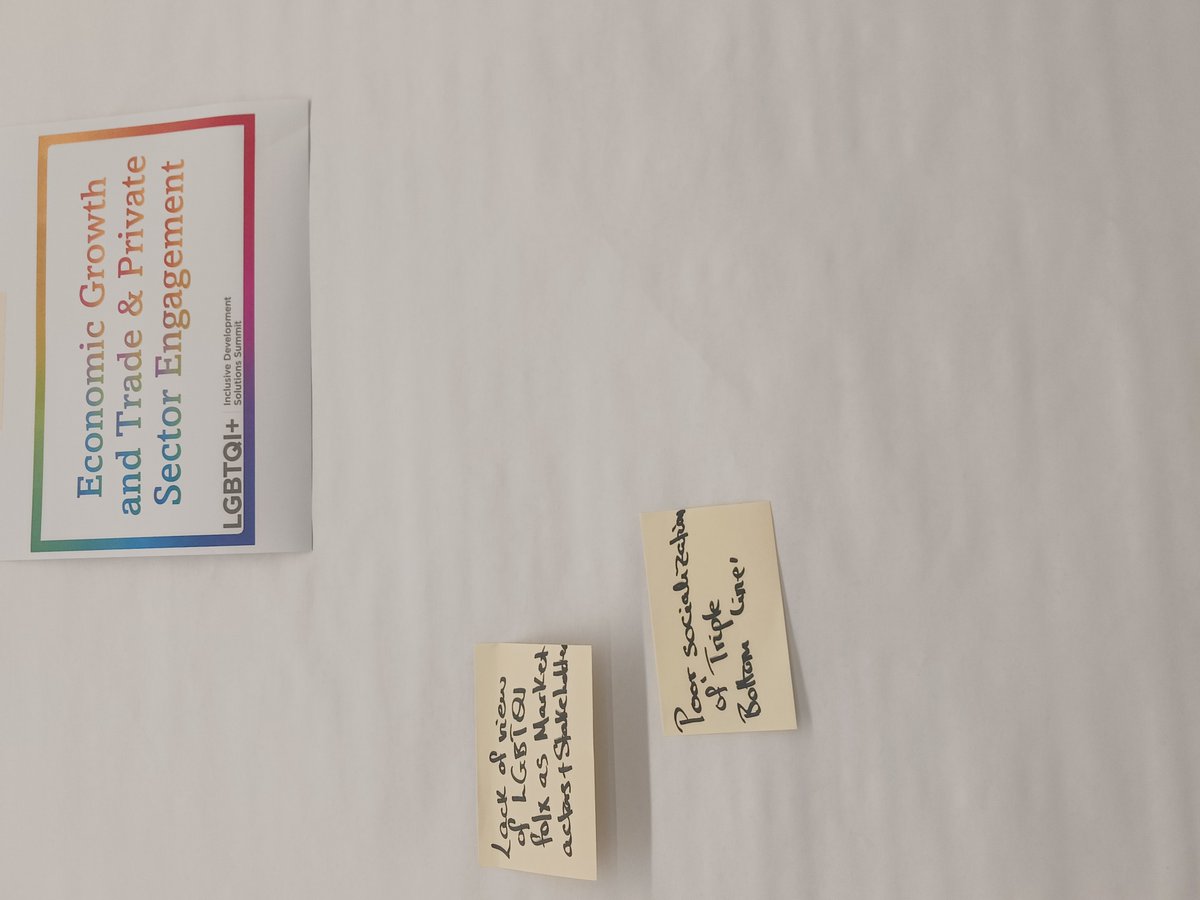 Economic Growth
and Trade & Private
Sector Engagement
LGBTQI+
Inclusive Development
Solutions Summit
Lack of view
of LGBTQI
folx as Market
actors + Stakeholders
Poor socialization
of 'Triple
Bottom Line'